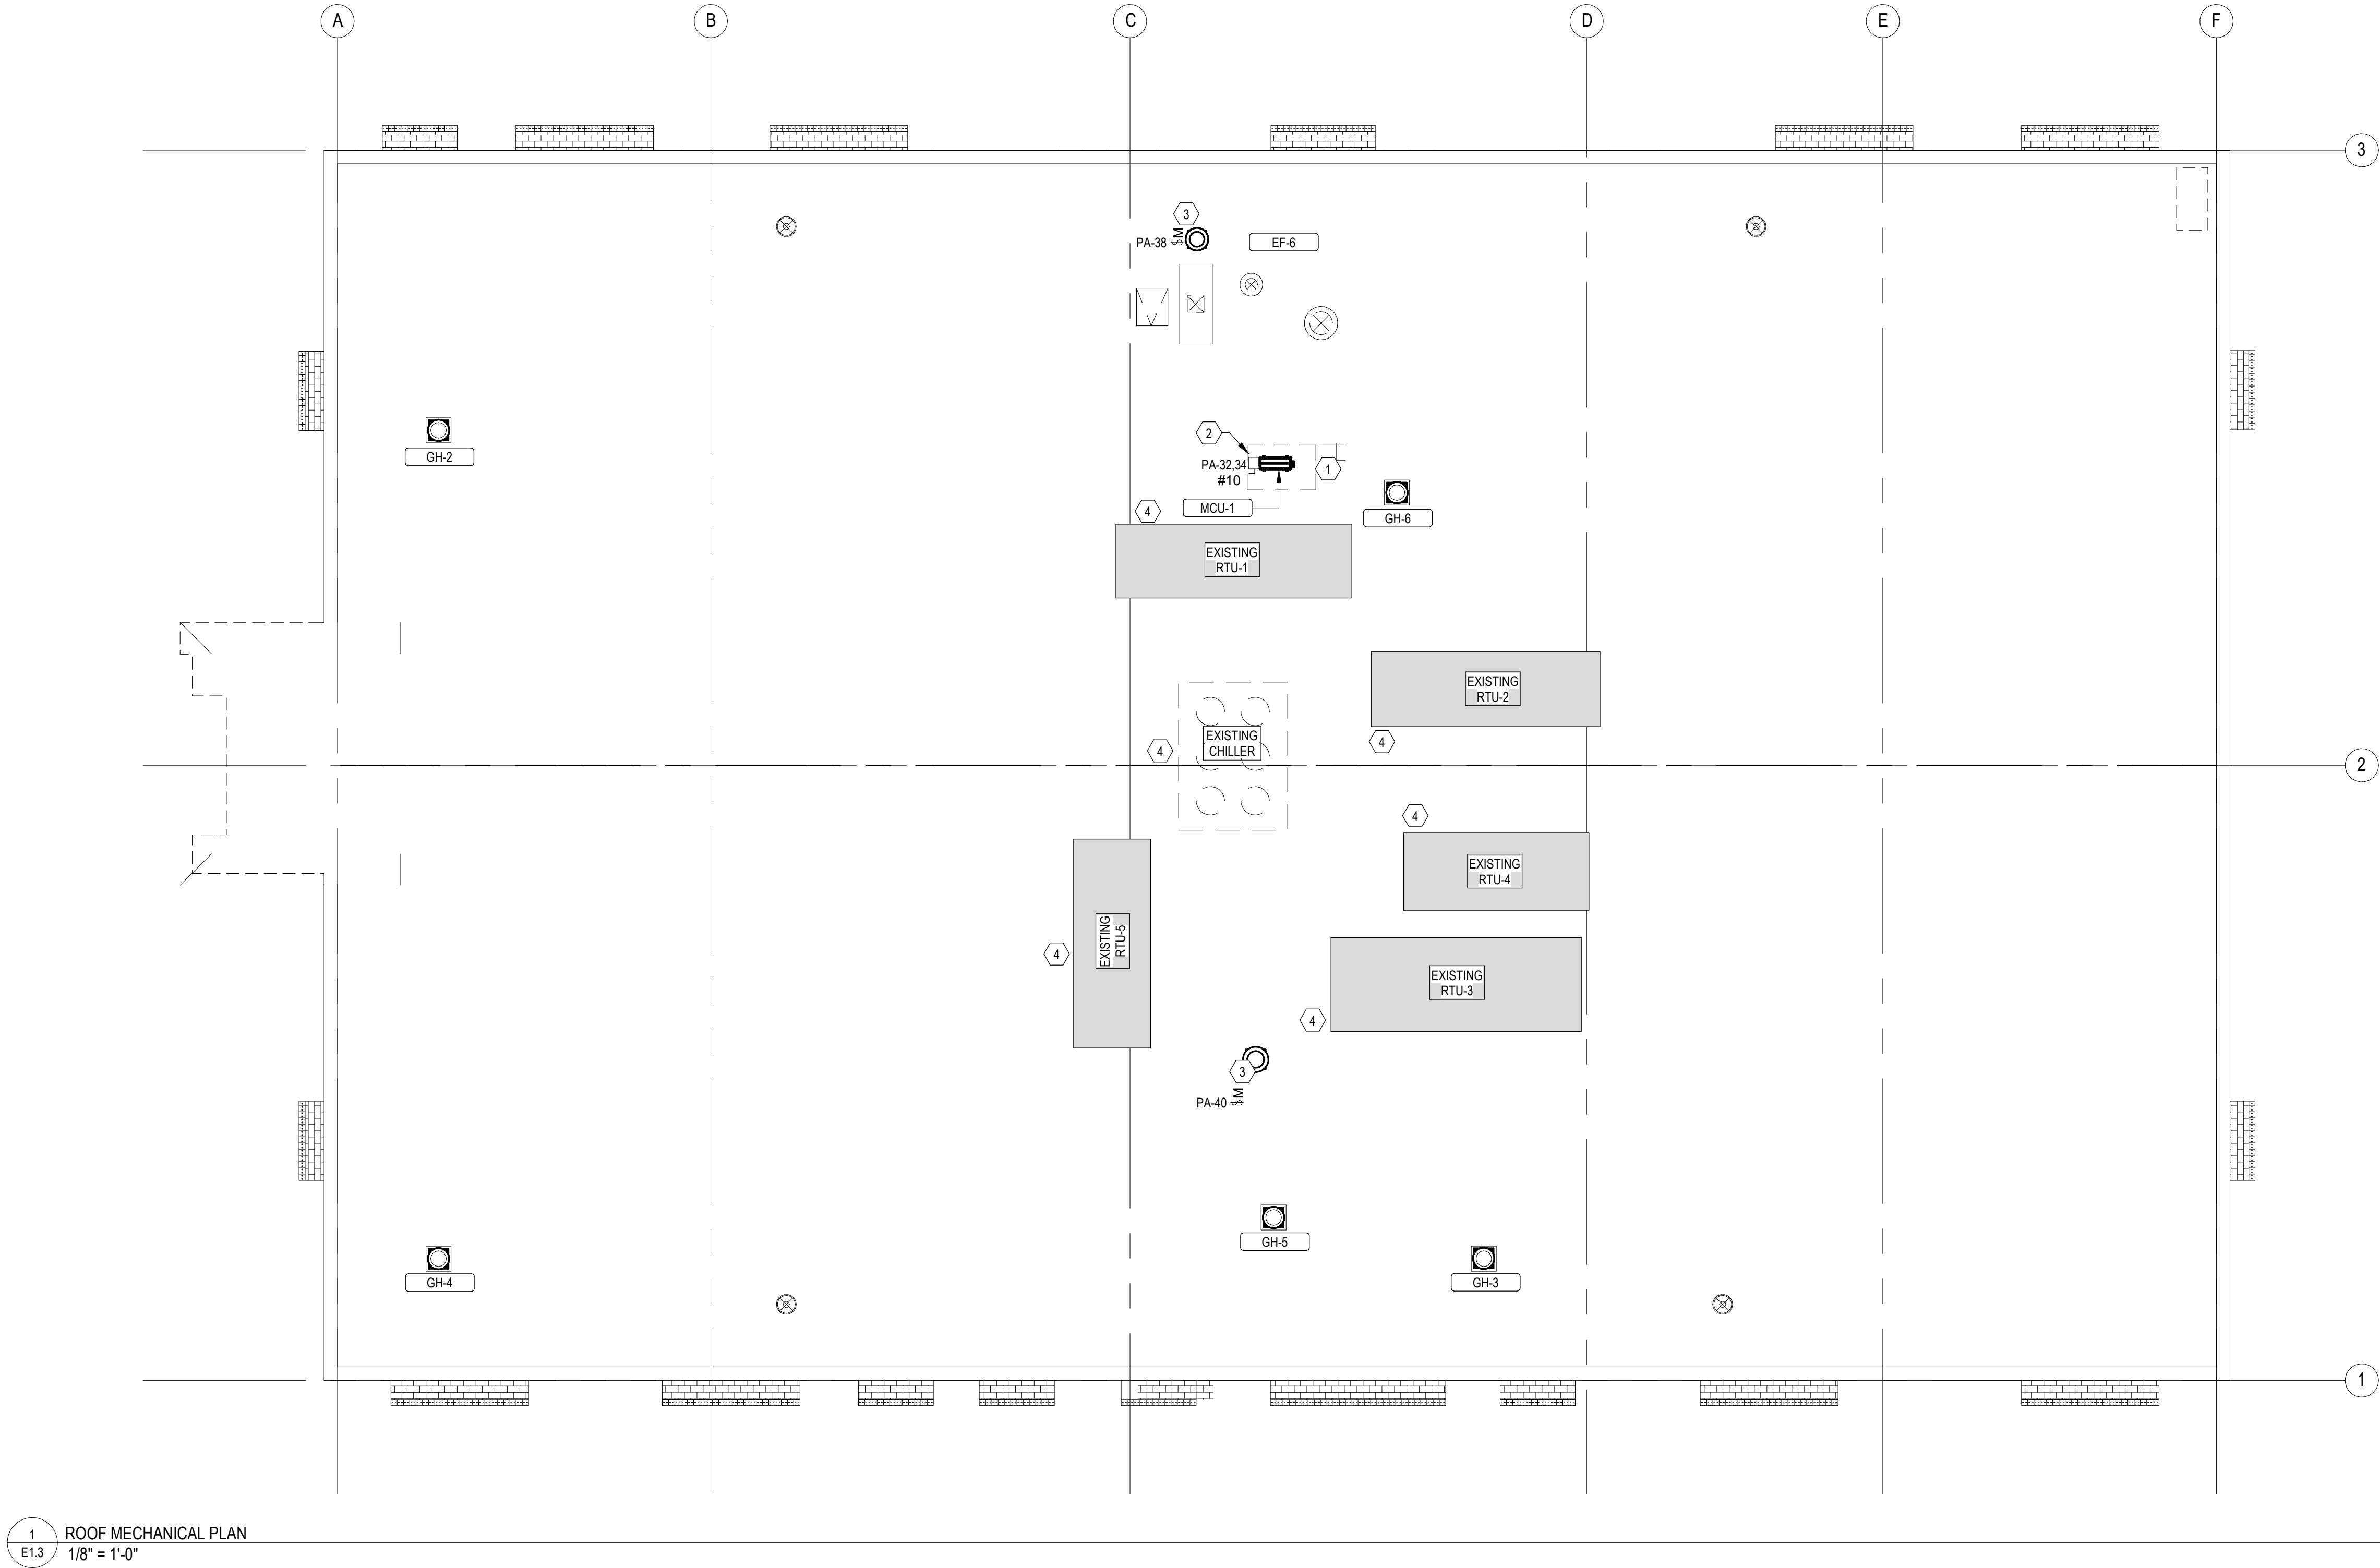 A
B
C
D
E
F
3
3
PA-38 $M
EF-6
2
PA-32,34
#10
1
MCU-1
GH-2
GH-6
4
EXISTING
RTU-1
EXISTING
RTU-2
4
EXISTING
CHILLER
4
2
4
EXISTING
RTU-4
EXISTING
RTU-5
4
EXISTING
RTU-3
4
3
PA-40 $M
GH-5
GH-4
GH-3
1
1
E1.3
ROOF MECHANICAL PLAN
1/8" = 1'-0"